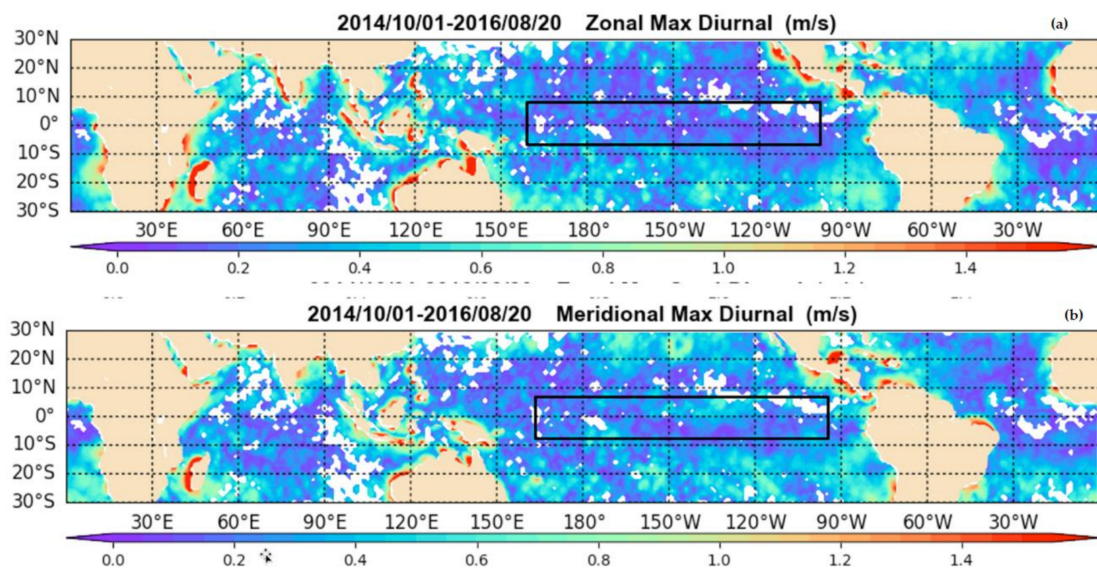 2014/10/01-2016/08/20 Zonal Max Diurnal (m/s) (a)
30°N
20°N
10°N
0°
10°S
20°S
30°S
30°E 60°E 90°E 120°E 150°E 180° 150°W 120°W 90°W 60°W 30°W
0.0 0.2 0.4 0.6 0.8 1.0 1.2 1.4
2014/10/01-2016/08/20 Meridional Max Diurnal (m/s) (b)
30°N
20°N
10°N
0°
10°S
20°S
30°S
30°E 60°E 90°E 120°E 150°E 180° 150°W 120°W 90°W 60°W 30°W
0.0 0.2 0.4 0.6 0.8 1.0 1.2 1.4